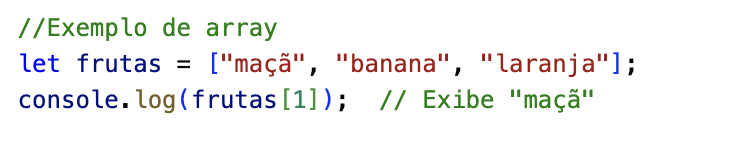 //Exemplo de array
let frutas = ["maçã", "banana", "laranja"];
console.log(frutas[1]);  // Exibe "maçã"